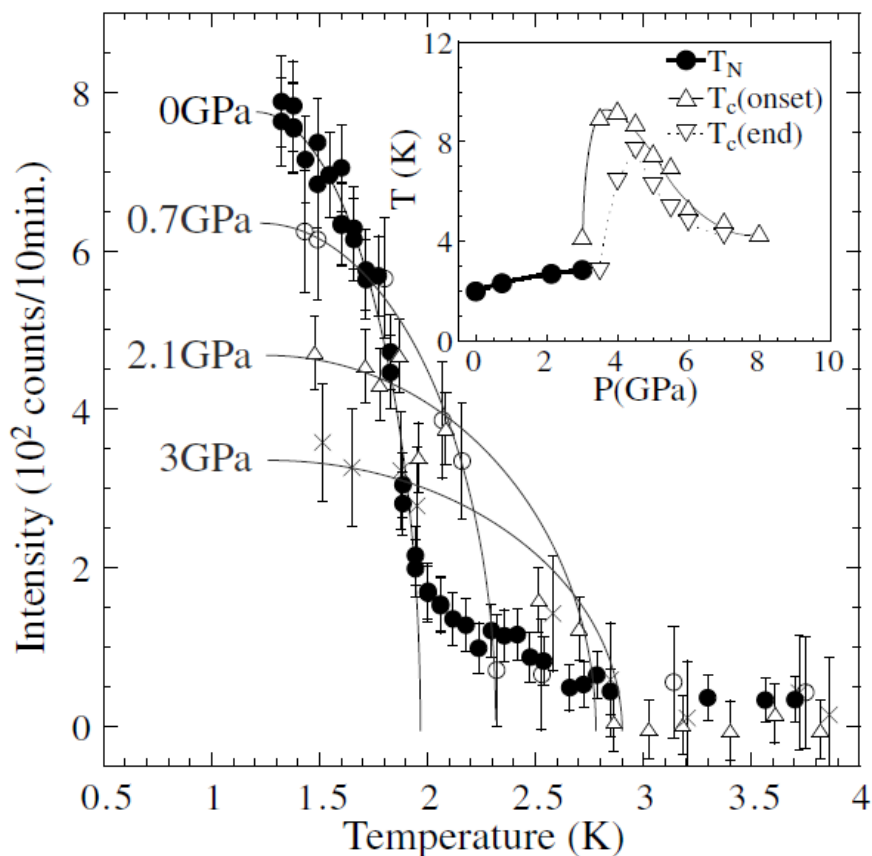 Intensity (10² counts/10min.)
8
6
4
2
0
0GPa
0.7GPa
2.1GPa
3GPa
0.5 1 1.5 2 2.5 3 3.5 4
Temperature (K)
T (K)
12
8
4
0
T_N
T_c(onset)
T_c(end)
0 2 4 6 8 10
P(GPa)